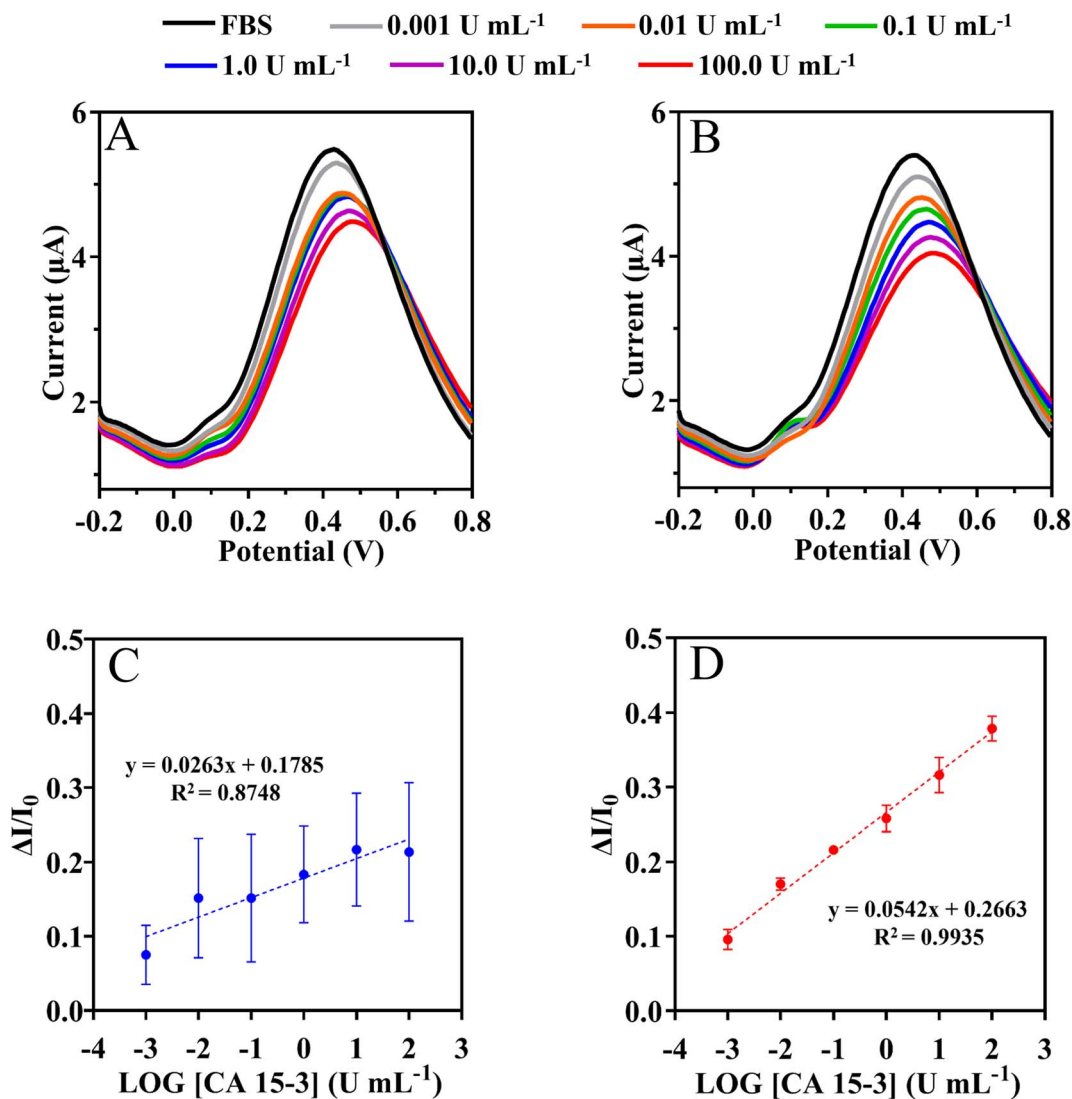 FBS 0.001 U mL⁻¹ 0.01 U mL⁻¹ 0.1 U mL⁻¹
1.0 U mL⁻¹ 10.0 U mL⁻¹ 100.0 U mL⁻¹
A
6
4
2
Current (µA)
-0.2 0.0 0.2 0.4 0.6 0.8
Potential (V)
B
6
4
2
Current (µA)
-0.2 0.0 0.2 0.4 0.6 0.8
Potential (V)
C
0.5
0.4
0.3
0.2
0.1
0.0
ΔI/I₀
y = 0.0263x + 0.1785
R² = 0.8748
-4 -3 -2 -1 0 1 2 3
LOG [CA 15-3] (U mL⁻¹)
D
0.5
0.4
0.3
0.2
0.1
0.0
ΔI/I₀
y = 0.0542x + 0.2663
R² = 0.9935
-4 -3 -2 -1 0 1 2 3
LOG [CA 15-3] (U mL⁻¹)